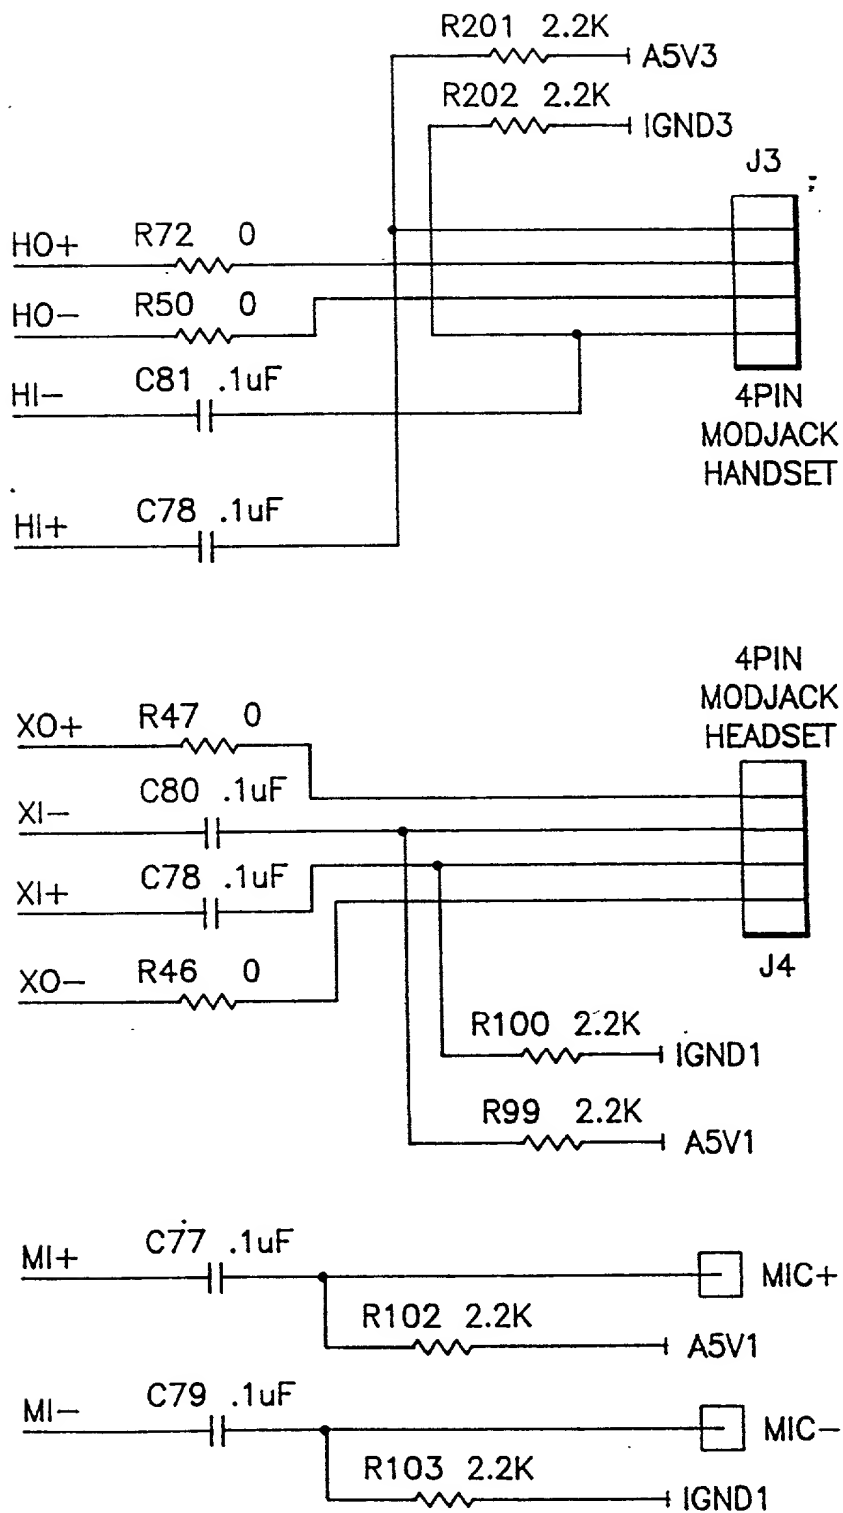 R201 2.2K
A5V3
R202 2.2K
IGND3
J3
HO+ R72 0
HO- R50 0
HI- C81 .1uF
4PIN
MODJACK
HANDSET
HI+ C78 .1uF
4PIN
MODJACK
HEADSET
XO+ R47 0
XI- C80 .1uF
XI+ C78 .1uF
XO- R46 0
J4
R100 2.2K
IGND1
R99 2.2K
A5V1
MI+ C77 .1uF
MIC+
R102 2.2K
A5V1
MI- C79 .1uF
MIC-
R103 2.2K
IGND1